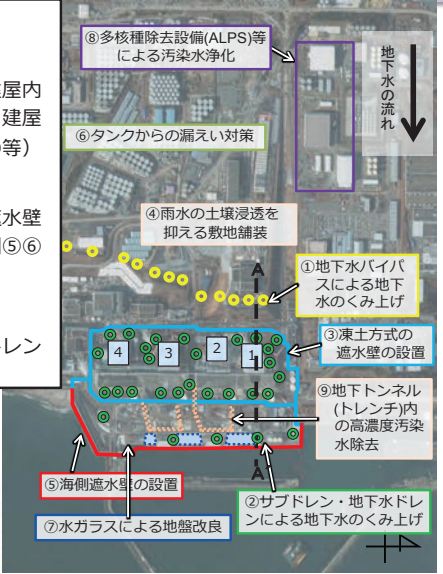 屋内
建屋
等）
水壁
⑤⑥
レン
⑧多核種除去設備(ALPS)等
による汚染水浄化
地下水の流れ
⑥タンクからの漏えい対策
④雨水の土壌浸透を
抑える敷地舗装
A
①地下水バイパ
スによる地下
水のくみ上げ
③凍土方式の
遮水壁の設置
4
3
2
1
⑨地下トンネル
(トレンチ)内
の高濃度汚染
水除去
A
⑤海側遮水壁の設置
②サブドレン・地下水ドレ
ンによる地下水のくみ上げ
⑦水ガラスによる地盤改良